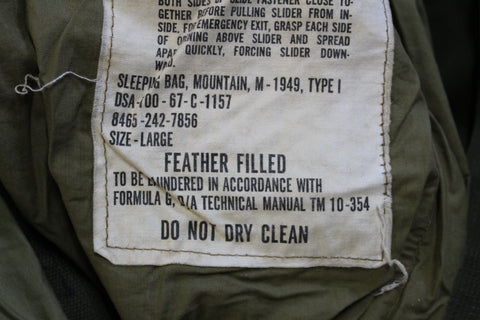 BOTH SIDES OF SLIDE FASTENER CLOSE TO-
GETHER BEFORE PULLING SLIDER FROM IN-
SIDE. FOR EMERGENCY EXIT, GRASP EACH SIDE
OF OPENING ABOVE SLIDER AND SPREAD
APART QUICKLY, FORCING SLIDER DOWN-
WARD.
SLEEPING BAG, MOUNTAIN, M-1949, TYPE I
DSA-100-67-C-1157
8465-242-7856
SIZE-LARGE
FEATHER FILLED
TO BE LAUNDERED IN ACCORDANCE WITH
FORMULA G, D/A TECHNICAL MANUAL TM 10-354
DO NOT DRY CLEAN